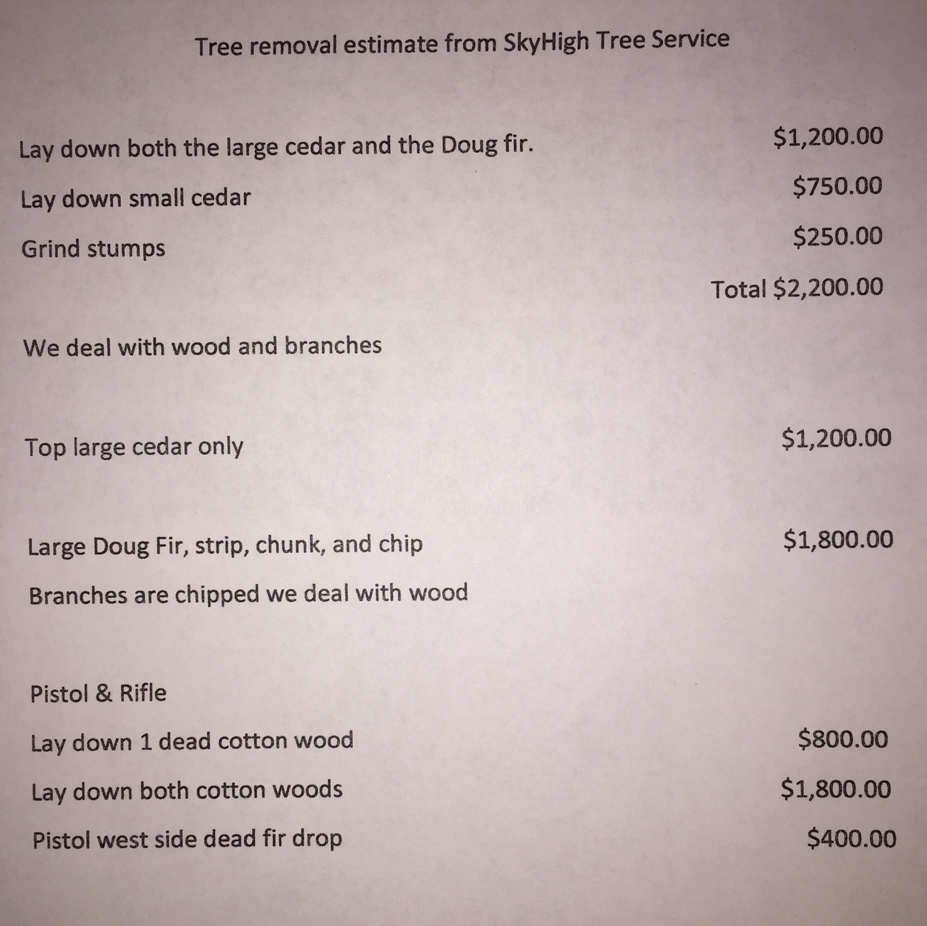 Tree removal estimate from SkyHigh Tree Service
Lay down both the large cedar and the Doug fir. $1,200.00
Lay down small cedar $750.00
Grind stumps $250.00
Total $2,200.00
We deal with wood and branches
Top large cedar only $1,200.00
Large Doug Fir, strip, chunk, and chip $1,800.00
Branches are chipped we deal with wood
Pistol & Rifle
Lay down 1 dead cotton wood $800.00
Lay down both cotton woods $1,800.00
Pistol west side dead fir drop $400.00